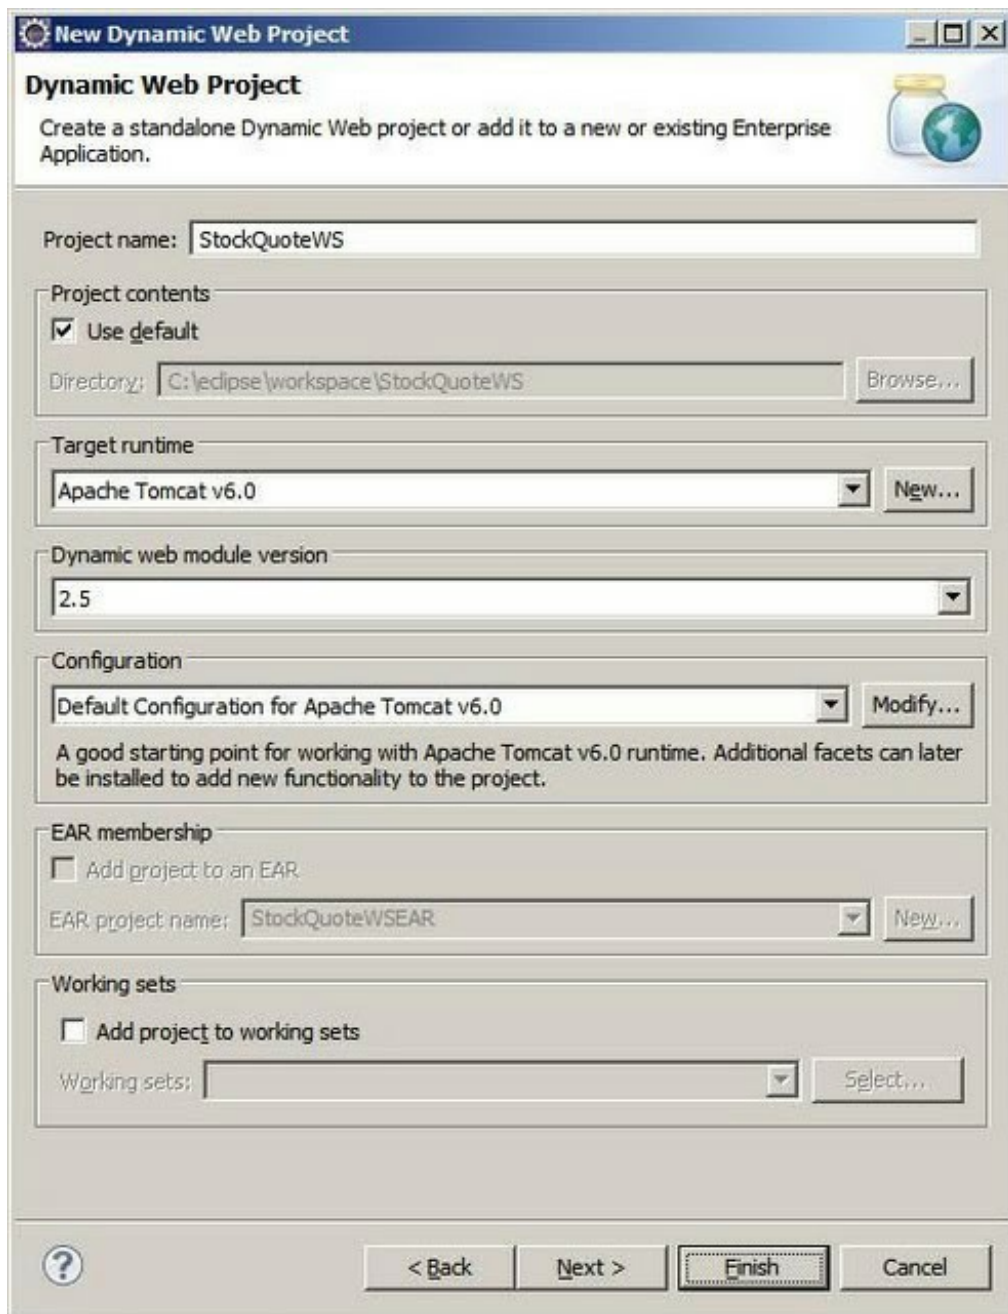 New Dynamic Web Project
Dynamic Web Project
Create a standalone Dynamic Web project or add it to a new or existing Enterprise
Application.
Project name: StockQuoteWS
Project contents
Use default
Directory: C:\eclipse\workspace\StockQuoteWS Browse...
Target runtime
Apache Tomcat v6.0 New...
Dynamic web module version
2.5
Configuration
Default Configuration for Apache Tomcat v6.0 Modify...
A good starting point for working with Apache Tomcat v6.0 runtime. Additional facets can later
be installed to add new functionality to the project.
EAR membership
Add project to an EAR
EAR project name: StockQuoteWSEAR New...
Working sets
Add project to working sets
Working sets: Select...
? < Back Next > Finish Cancel